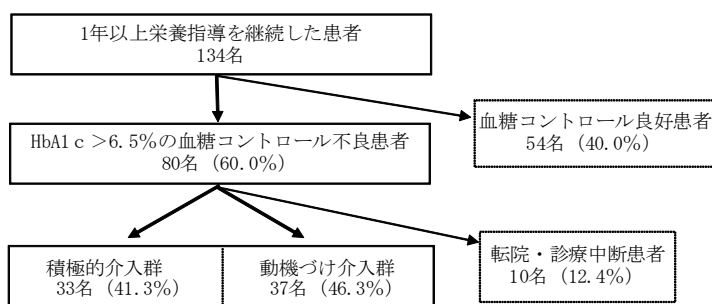 1年以上栄養指導を継続した患者
134名
血糖コントロール良好患者
54名（40.0%）
HbA1ｃ＞6.5%の血糖コントロール不良患者
80名（60.0%）
転院・診療中断患者
10名（12.4%）
積極的介入群
33名（41.3%）
動機づけ介入群
37名（46.3%）